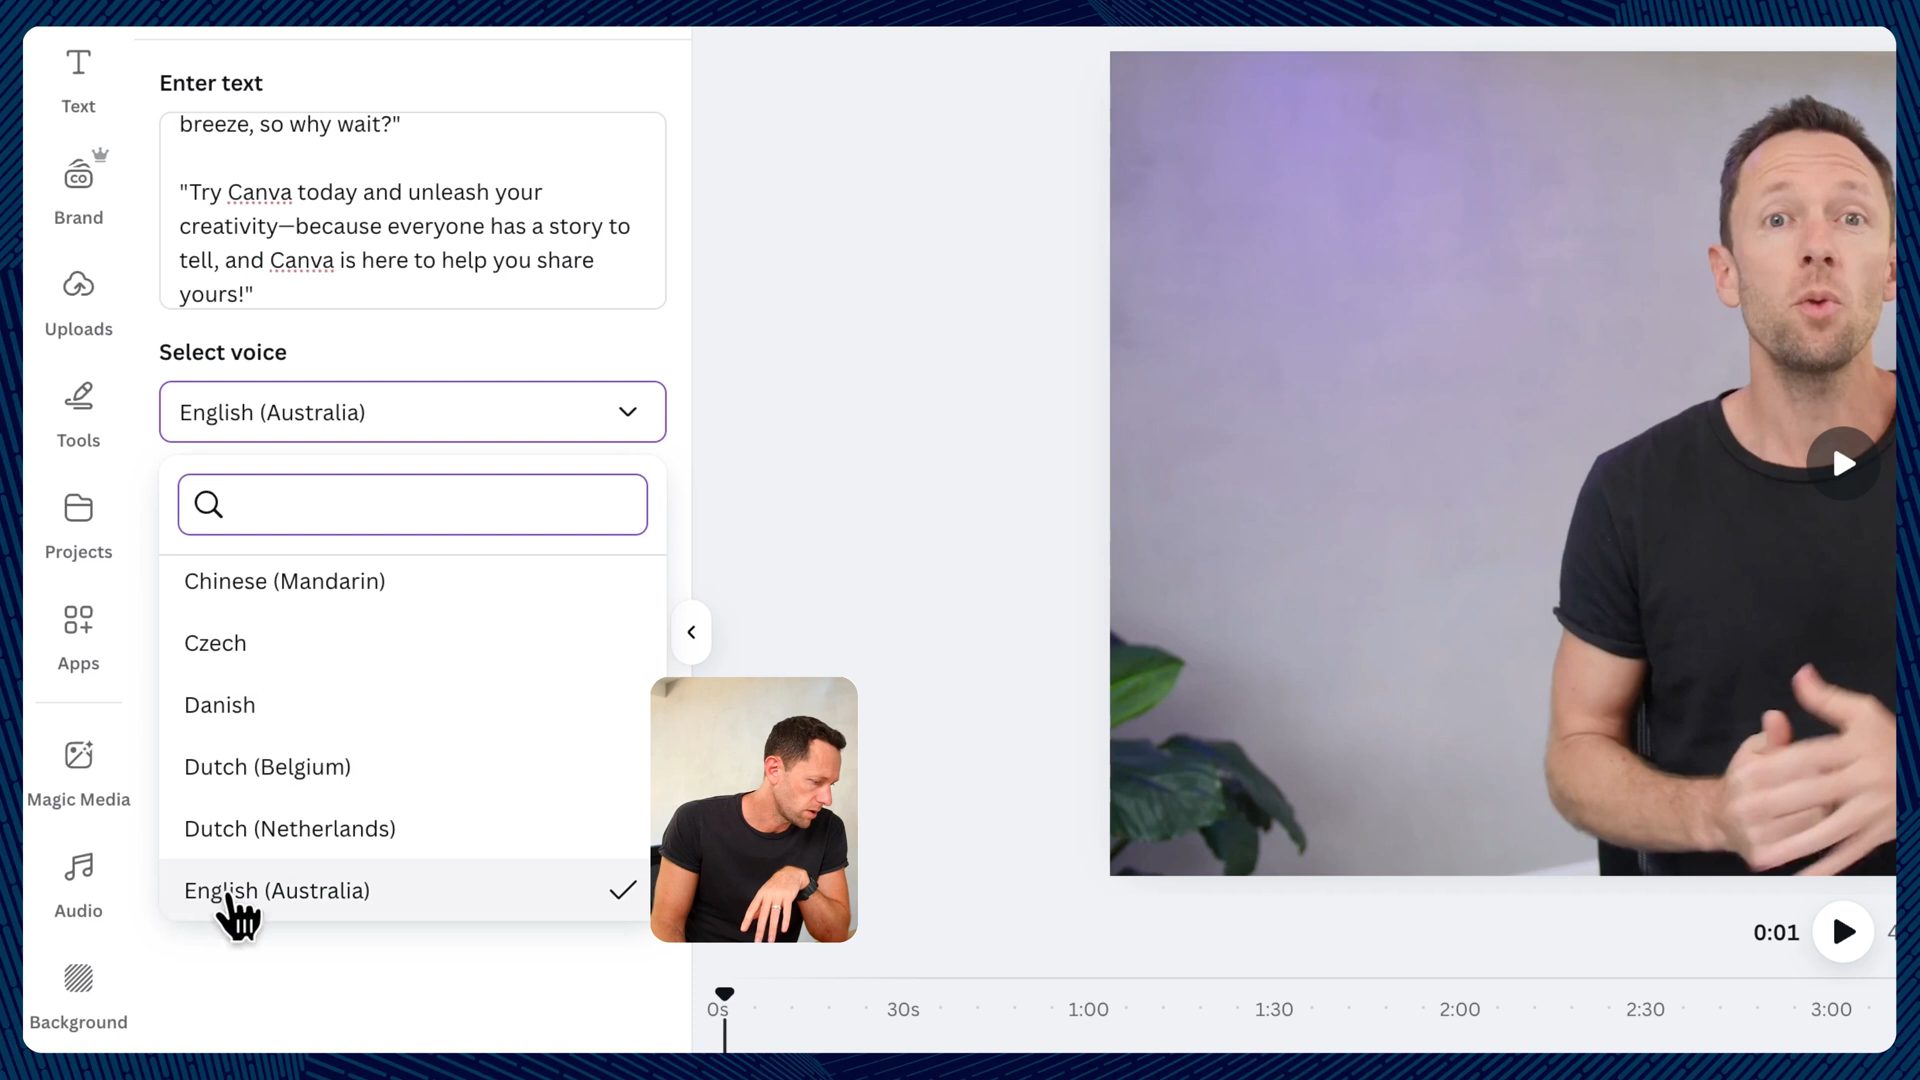 Text
Brand
Uploads
Tools
Projects
Apps
Magic Media
Audio
Background
Enter text
breeze, so why wait?"
"Try Canva today and unleash your
creativity—because everyone has a story to
tell, and Canva is here to help you share
yours!"
Select voice
English (Australia)
Chinese (Mandarin)
Czech
Danish
Dutch (Belgium)
Dutch (Netherlands)
English (Australia)
0:01
0s 30s 1:00 1:30 2:00 2:30 3:00